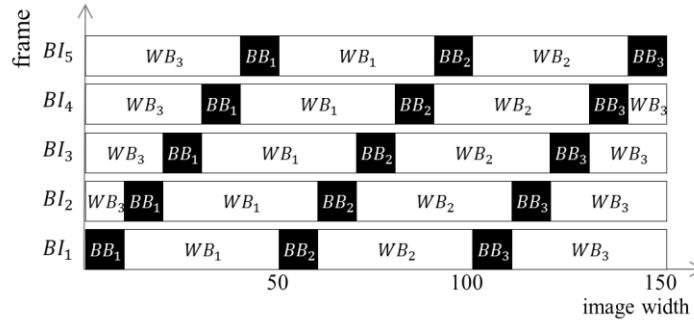 frame
BI₅ WB₃ BB₁ WB₁ BB₂ WB₂ BB₃
BI₄ WB₃ BB₁ WB₁ BB₂ WB₂ BB₃ WB₃
BI₃ WB₃ BB₁ WB₁ BB₂ WB₂ BB₃ WB₃
BI₂ WB₃ BB₁ WB₁ BB₂ WB₂ BB₃ WB₃
BI₁ BB₁ WB₁ BB₂ WB₂ BB₃ WB₃
50 100 150
image width